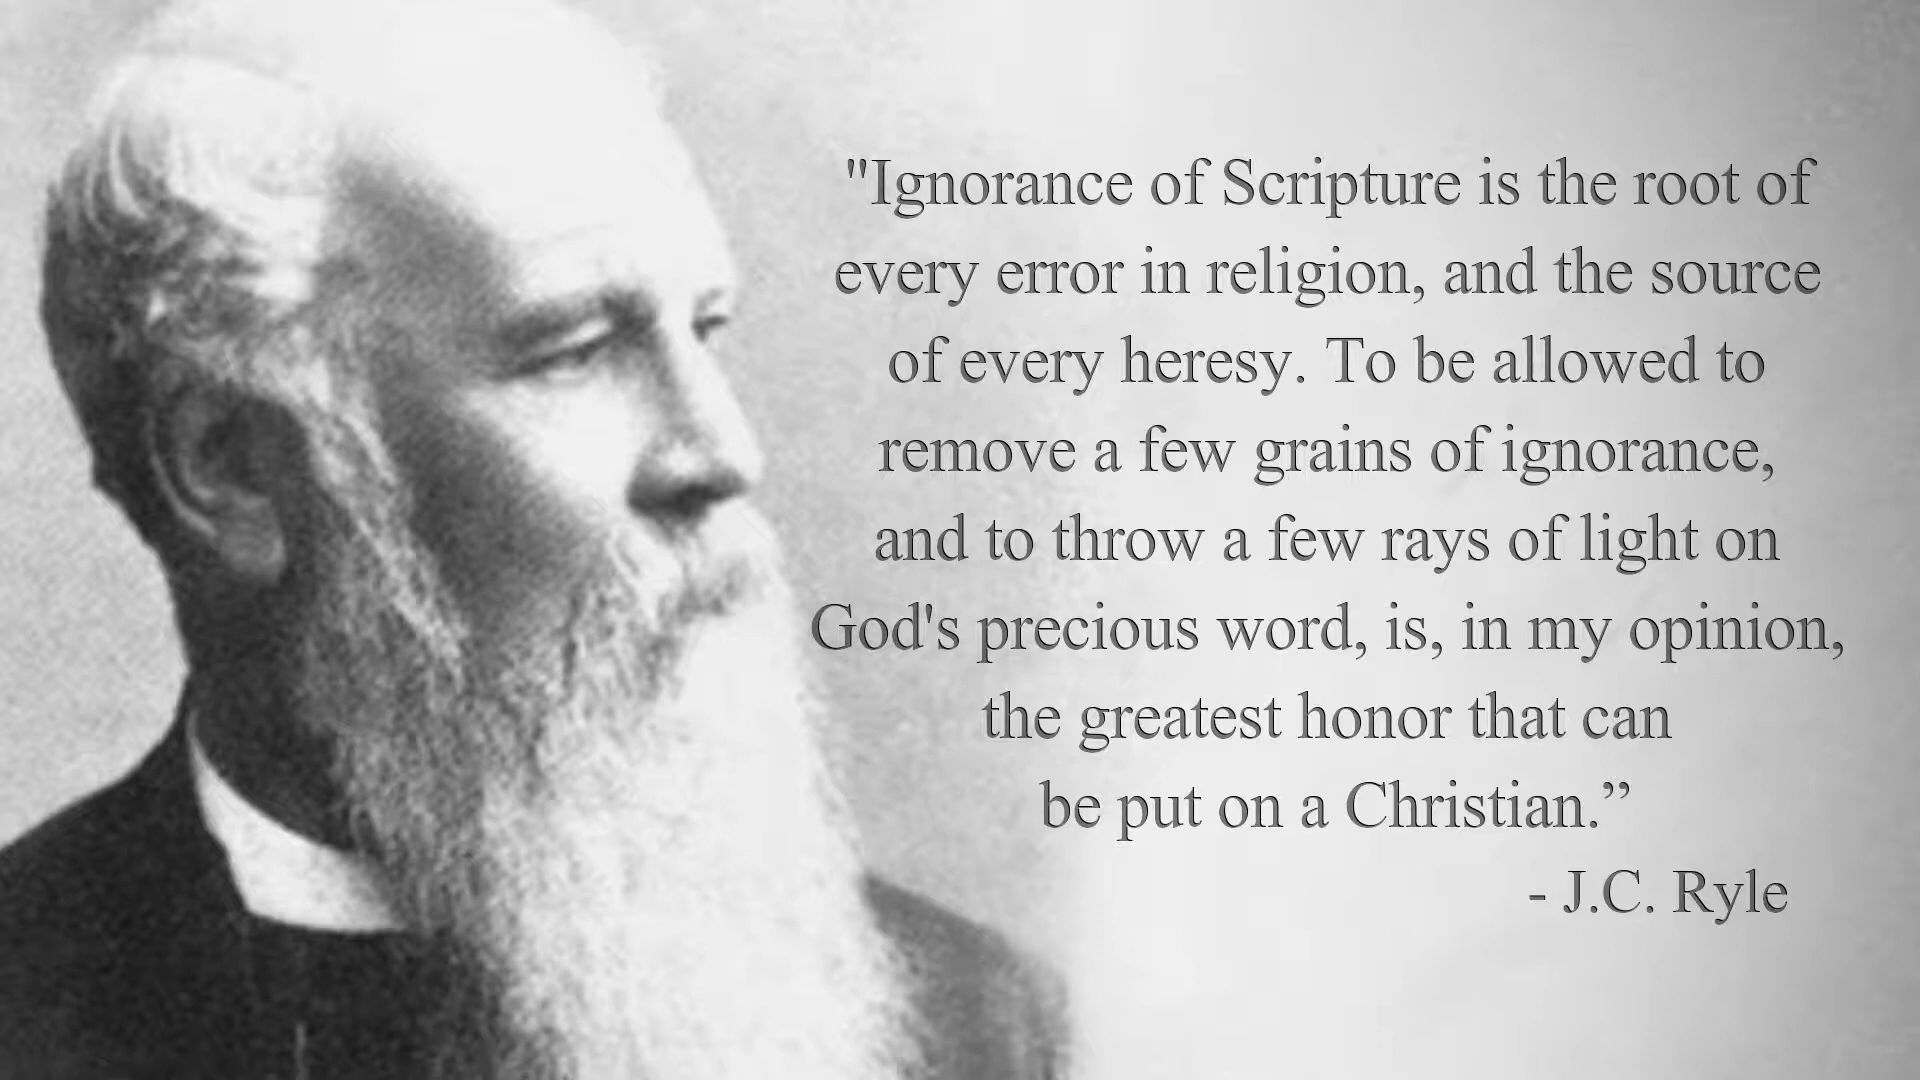 "Ignorance of Scripture is the root of
every error in religion, and the source
of every heresy. To be allowed to
remove a few grains of ignorance,
and to throw a few rays of light on
God's precious word, is, in my opinion,
the greatest honor that can
be put on a Christian.”
- J.C. Ryle